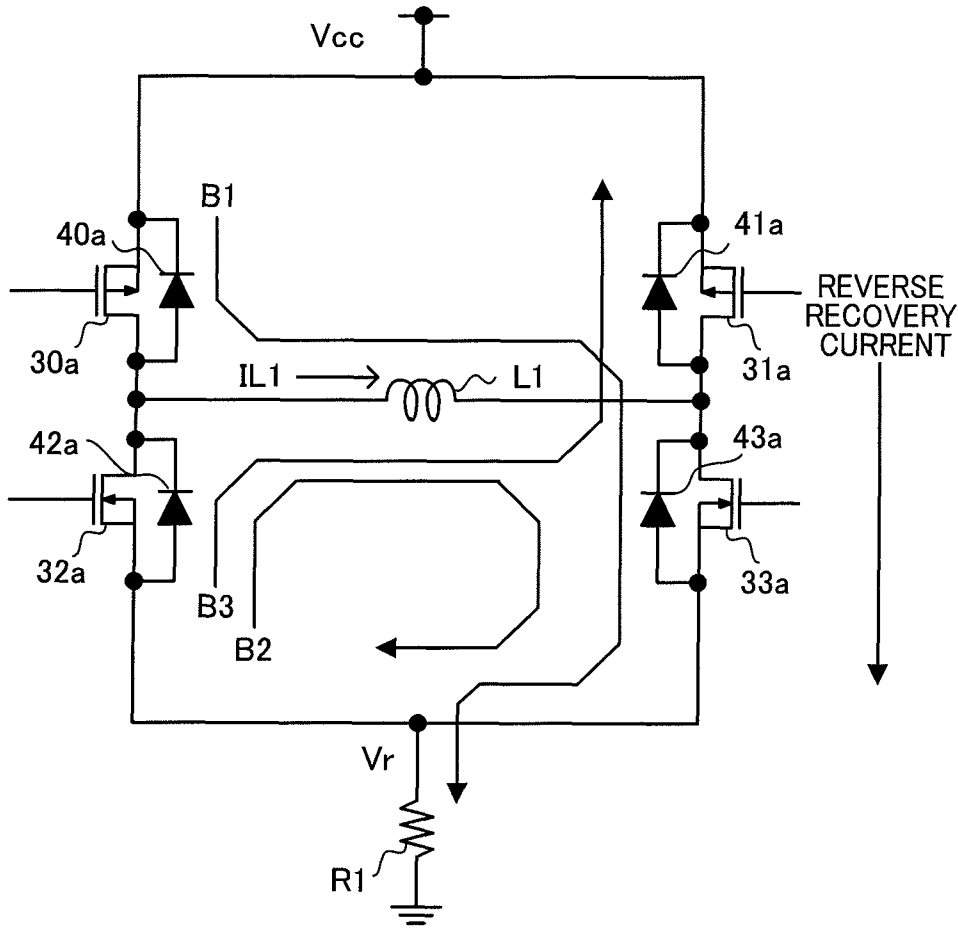 Vcc
B1
40a
41a
REVERSE
RECOVERY
CURRENT
30a
IL1
L1
31a
42a
43a
32a
33a
B3
B2
Vr
R1